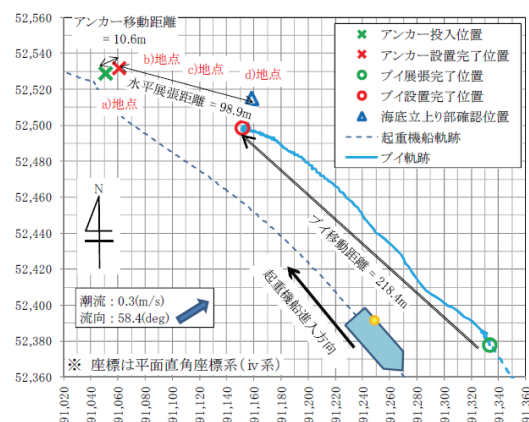 52,560
52,540
52,520
52,500
52,480
52,460
52,440
52,420
52,400
52,380
52,360
アンカー移動距離
= 10.6m
b)地点
c)地点
d)地点
a)地点
水平展張距離 = 98.9m
ブイ移動距離 = 218.4m
起重機船進入方向
N
潮流：0.3(m/s)
流向：58.4(deg)
※ 座標は平面直角座標系(ⅳ系)
アンカー投入位置
アンカー設置完了位置
ブイ展張完了位置
ブイ設置完了位置
海底立上り部確認位置
起重機船軌跡
ブイ軌跡
91,020
91,040
91,060
91,080
91,100
91,120
91,140
91,160
91,180
91,200
91,220
91,240
91,260
91,280
91,300
91,320
91,340
91,360